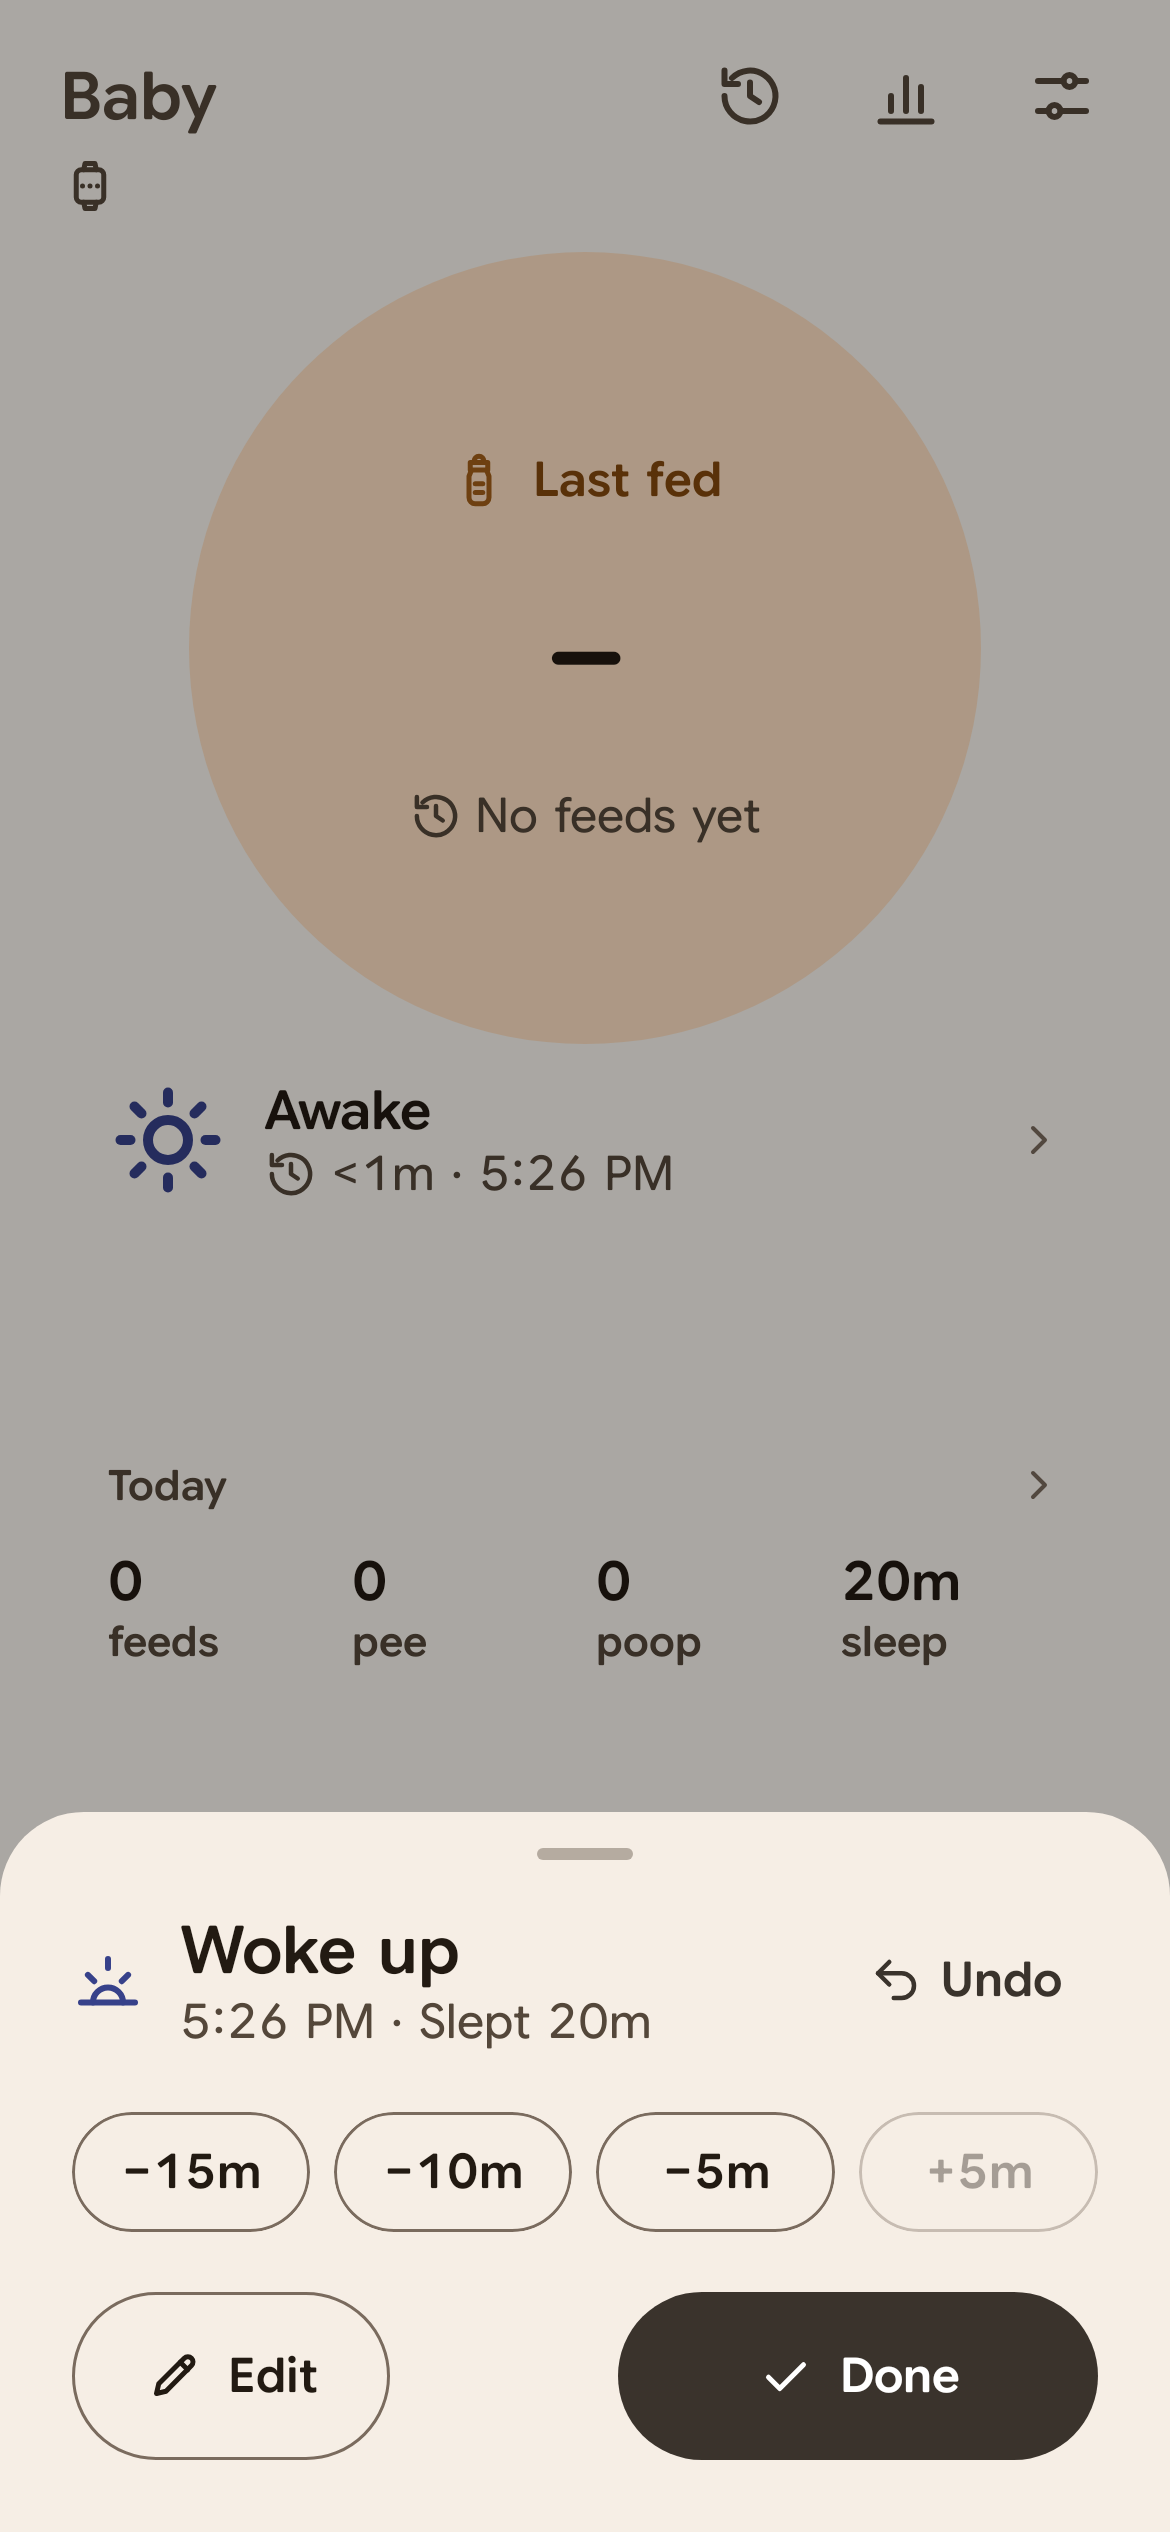 Baby
Last fed
–
No feeds yet
Awake
<1m · 5:26 PM
Today
0 0 0 20m
feeds pee poop sleep
Woke up
Undo
5:26 PM · Slept 20m
−15m −10m −5m +5m
Edit Done